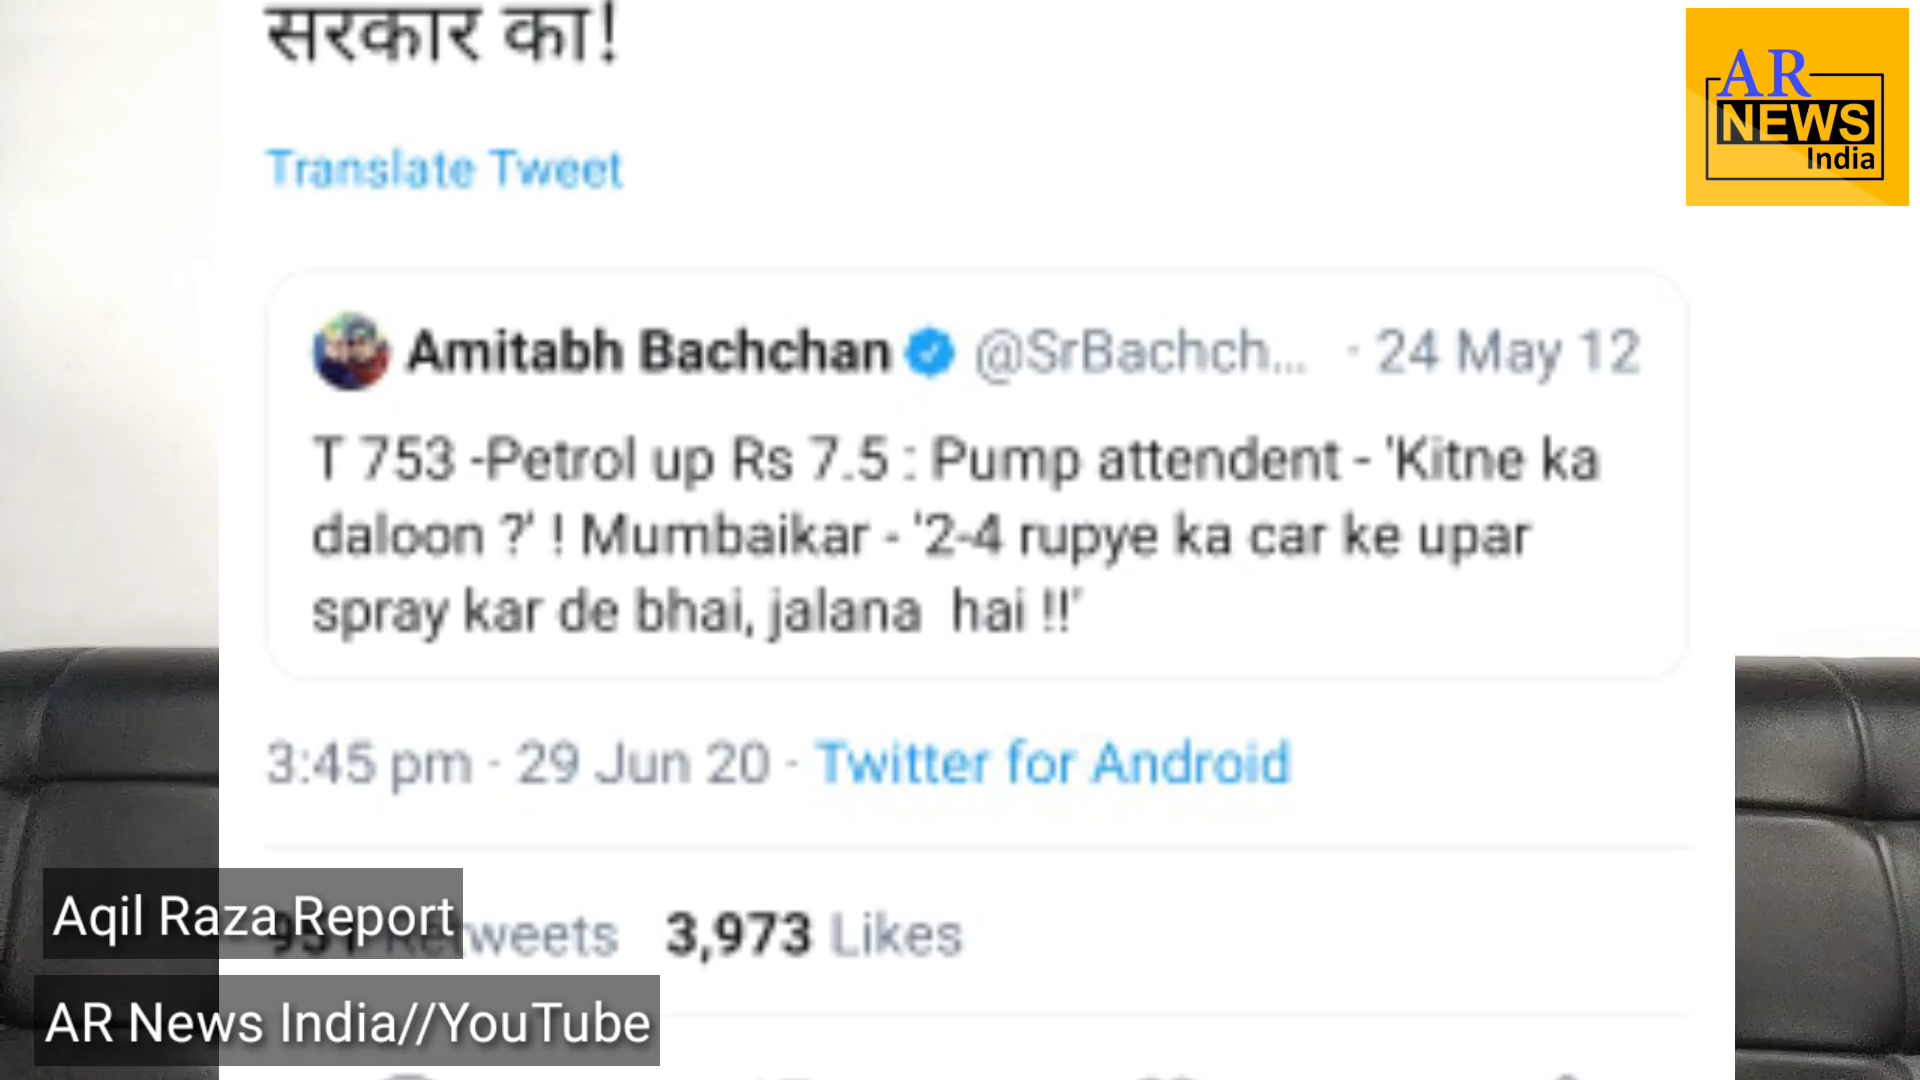 सरकार का!
AR
NEWS
India
Translate Tweet
Amitabh Bachchan @SrBachch... · 24 May 12
T 753 -Petrol up Rs 7.5 : Pump attendent - 'Kitne ka
daloon ?' ! Mumbaikar - '2-4 rupye ka car ke upar
spray kar de bhai, jalana hai !!'
3:45 pm · 29 Jun 20 · Twitter for Android
Retweets 3,973 Likes
Aqil Raza Report
AR News India//YouTube